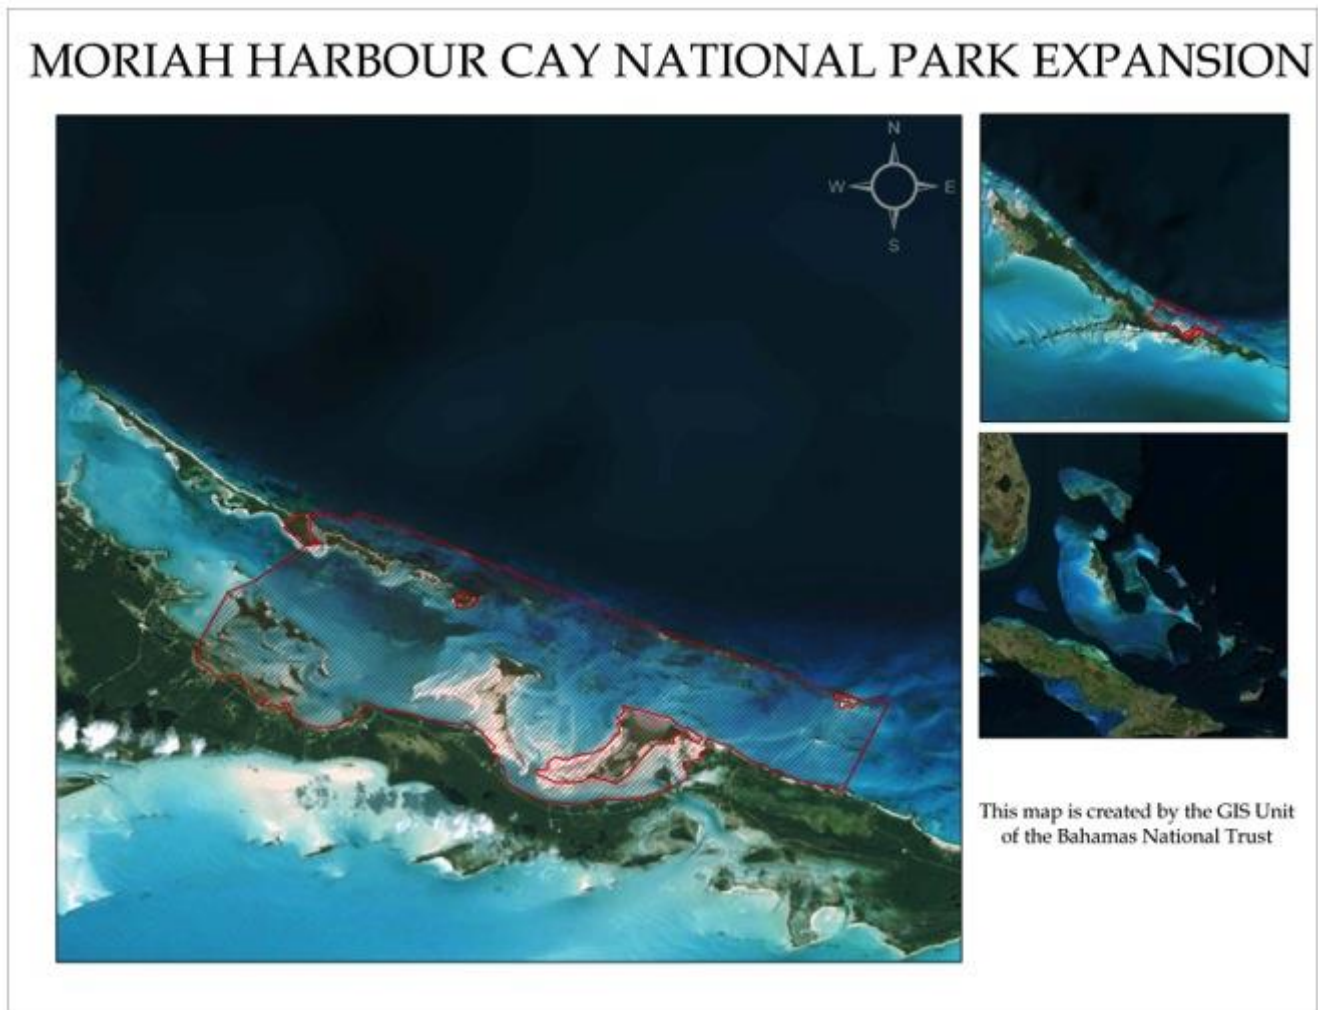 MORIAH HARBOUR CAY NATIONAL PARK EXPANSION
N
W E
S
This map is created by the GIS Unit
of the Bahamas National Trust